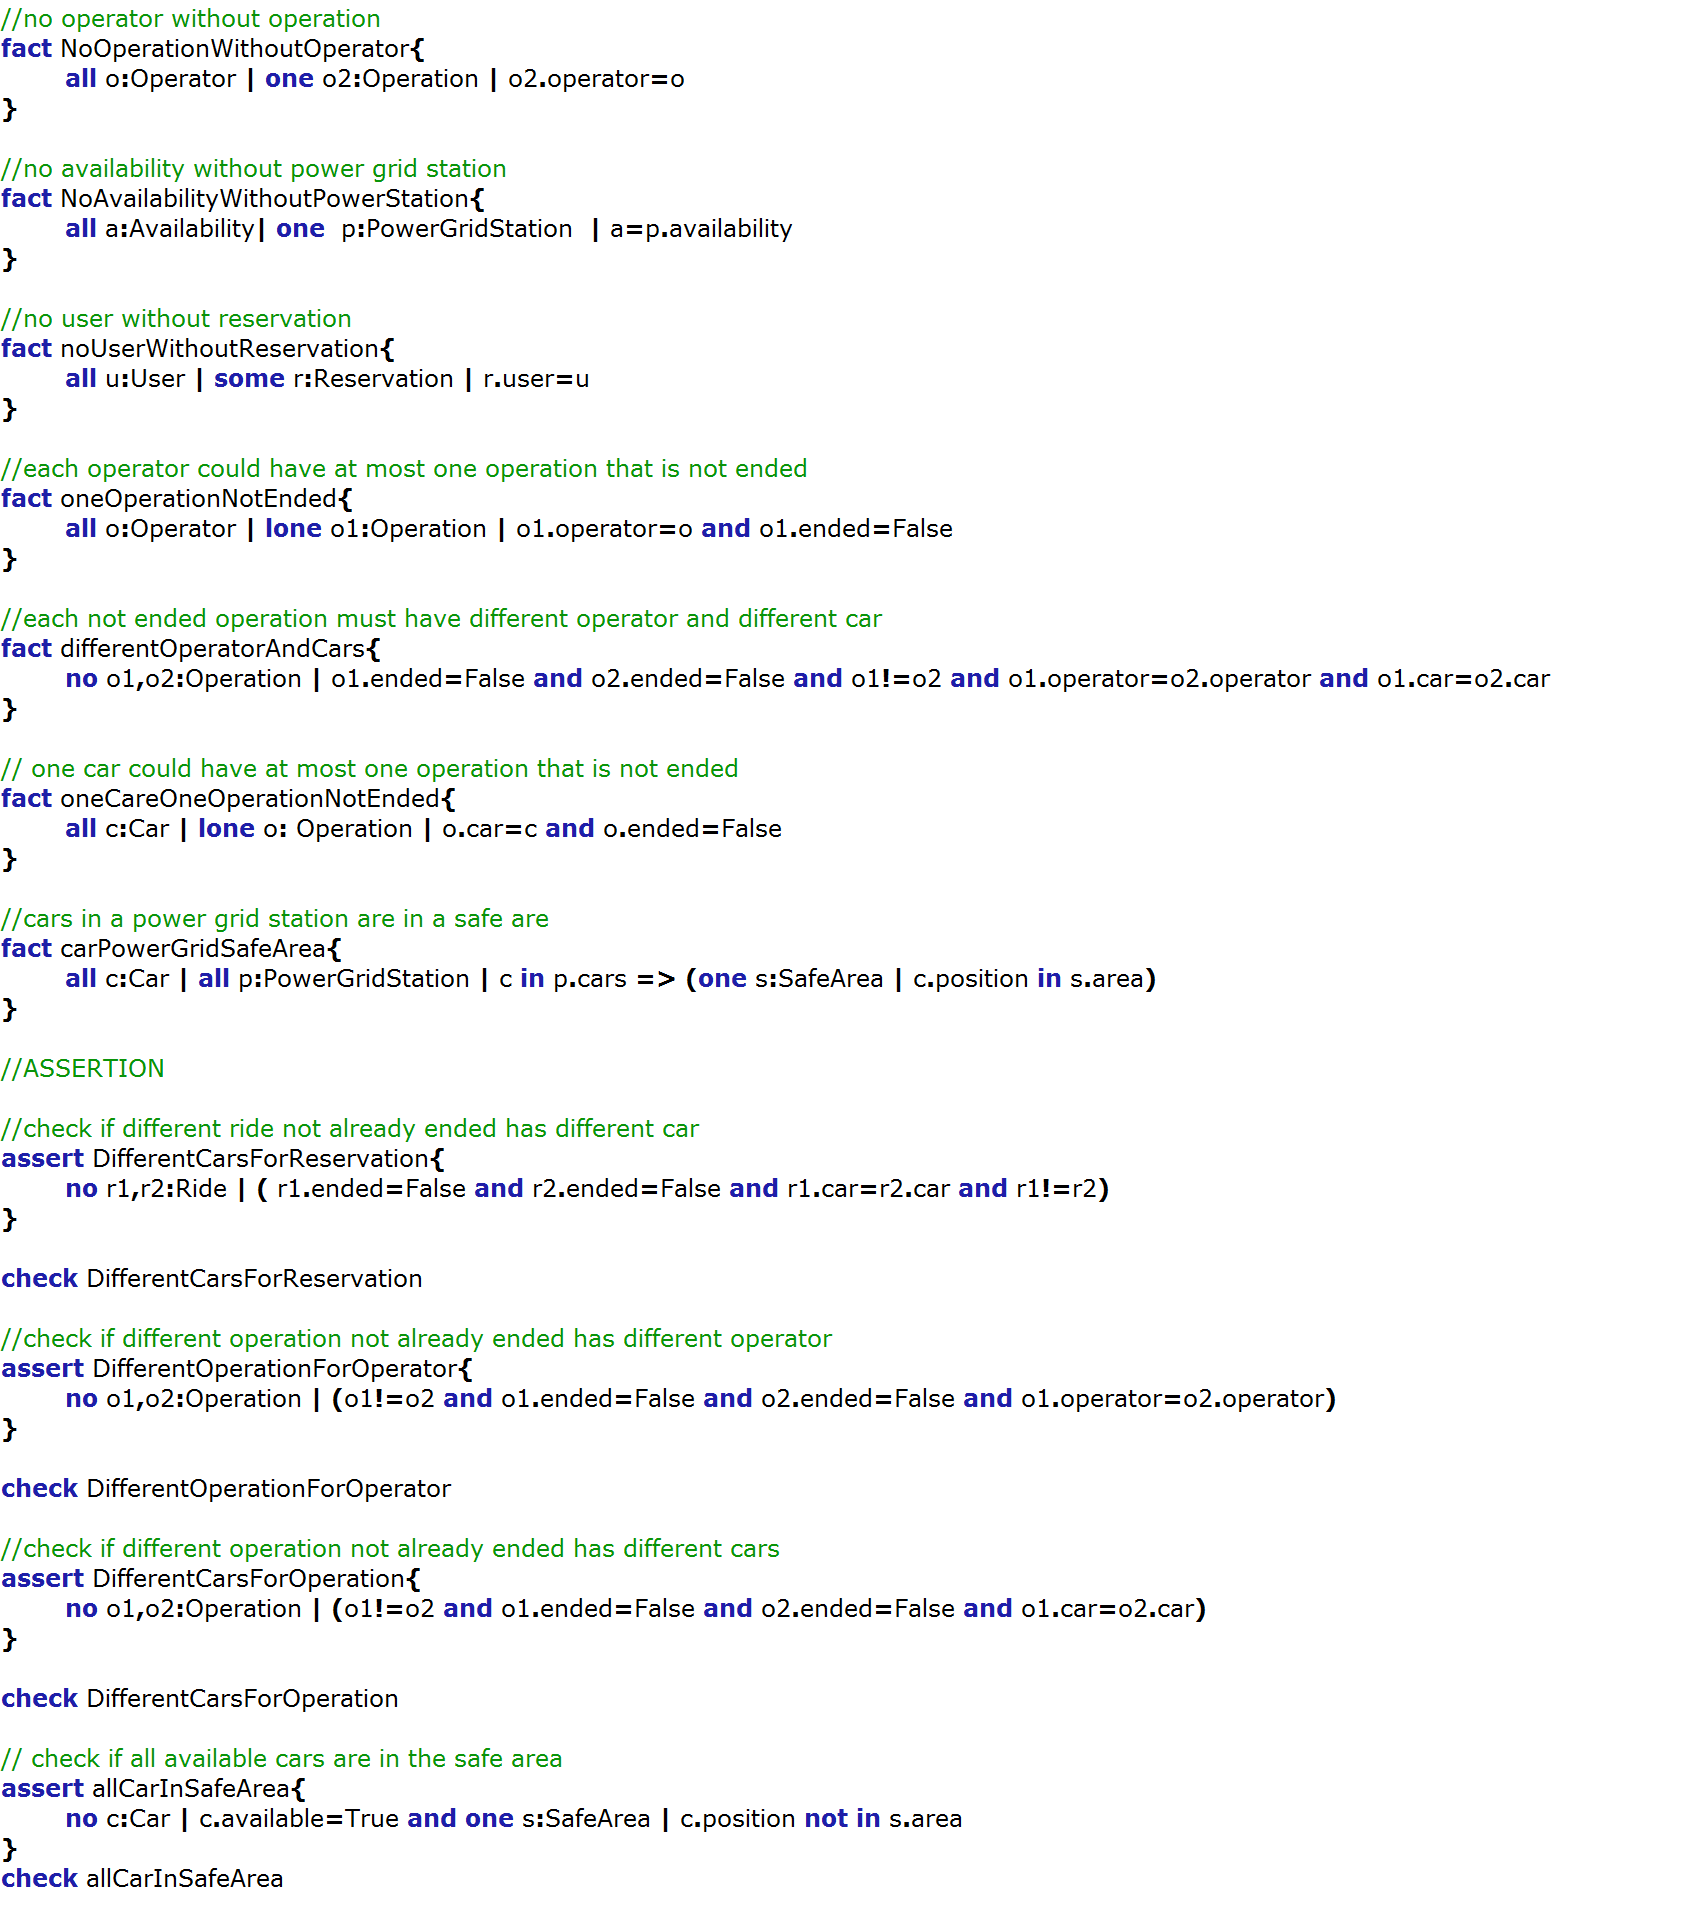 //no operator without operation
fact NoOperationWithoutOperator{
all o:Operator | one o2:Operation | o2.operator=o
}
//no availability without power grid station
fact NoAvailabilityWithoutPowerStation{
all a:Availability| one  p:PowerGridStation  | a=p.availability
}
//no user without reservation
fact noUserWithoutReservation{
all u:User | some r:Reservation | r.user=u
}
//each operator could have at most one operation that is not ended
fact oneOperationNotEnded{
all o:Operator | lone o1:Operation | o1.operator=o and o1.ended=False
}
//each not ended operation must have different operator and different car
fact differentOperatorAndCars{
no o1,o2:Operation | o1.ended=False and o2.ended=False and o1!=o2 and o1.operator=o2.operator and o1.car=o2.car
}
// one car could have at most one operation that is not ended
fact oneCareOneOperationNotEnded{
all c:Car | lone o: Operation | o.car=c and o.ended=False
}
//cars in a power grid station are in a safe are
fact carPowerGridSafeArea{
all c:Car | all p:PowerGridStation | c in p.cars => (one s:SafeArea | c.position in s.area)
}
//ASSERTION
//check if different ride not already ended has different car
assert DifferentCarsForReservation{
no r1,r2:Ride | ( r1.ended=False and r2.ended=False and r1.car=r2.car and r1!=r2)
}
check DifferentCarsForReservation
//check if different operation not already ended has different operator
assert DifferentOperationForOperator{
no o1,o2:Operation | (o1!=o2 and o1.ended=False and o2.ended=False and o1.operator=o2.operator)
}
check DifferentOperationForOperator
//check if different operation not already ended has different cars
assert DifferentCarsForOperation{
no o1,o2:Operation | (o1!=o2 and o1.ended=False and o2.ended=False and o1.car=o2.car)
}
check DifferentCarsForOperation
// check if all available cars are in the safe area
assert allCarInSafeArea{
no c:Car | c.available=True and one s:SafeArea | c.position not in s.area
}
check allCarInSafeArea